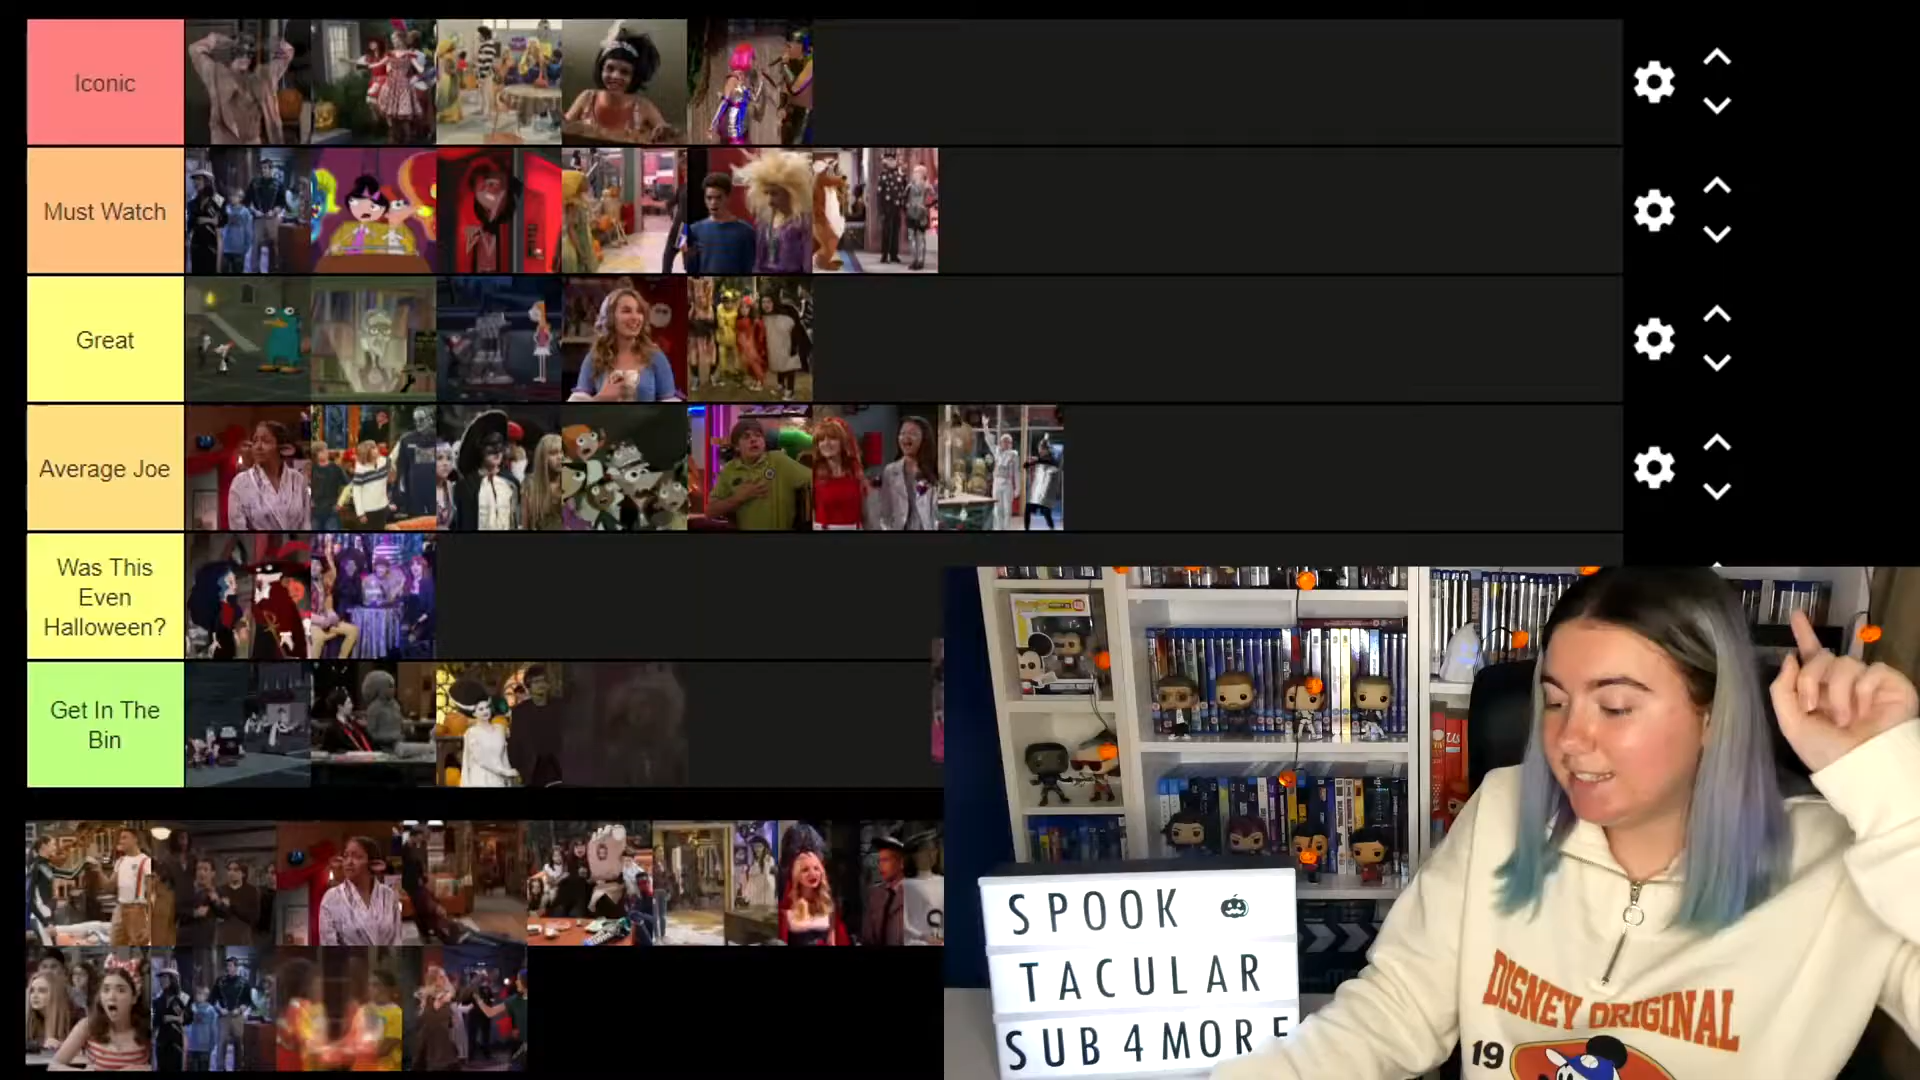 Iconic
Must Watch
Great
Average Joe
Was This
Even
Halloween?
Get In The
Bin
SPOOK
TACULAR
SUB 4 MORE
DISNEY ORIGINAL
19